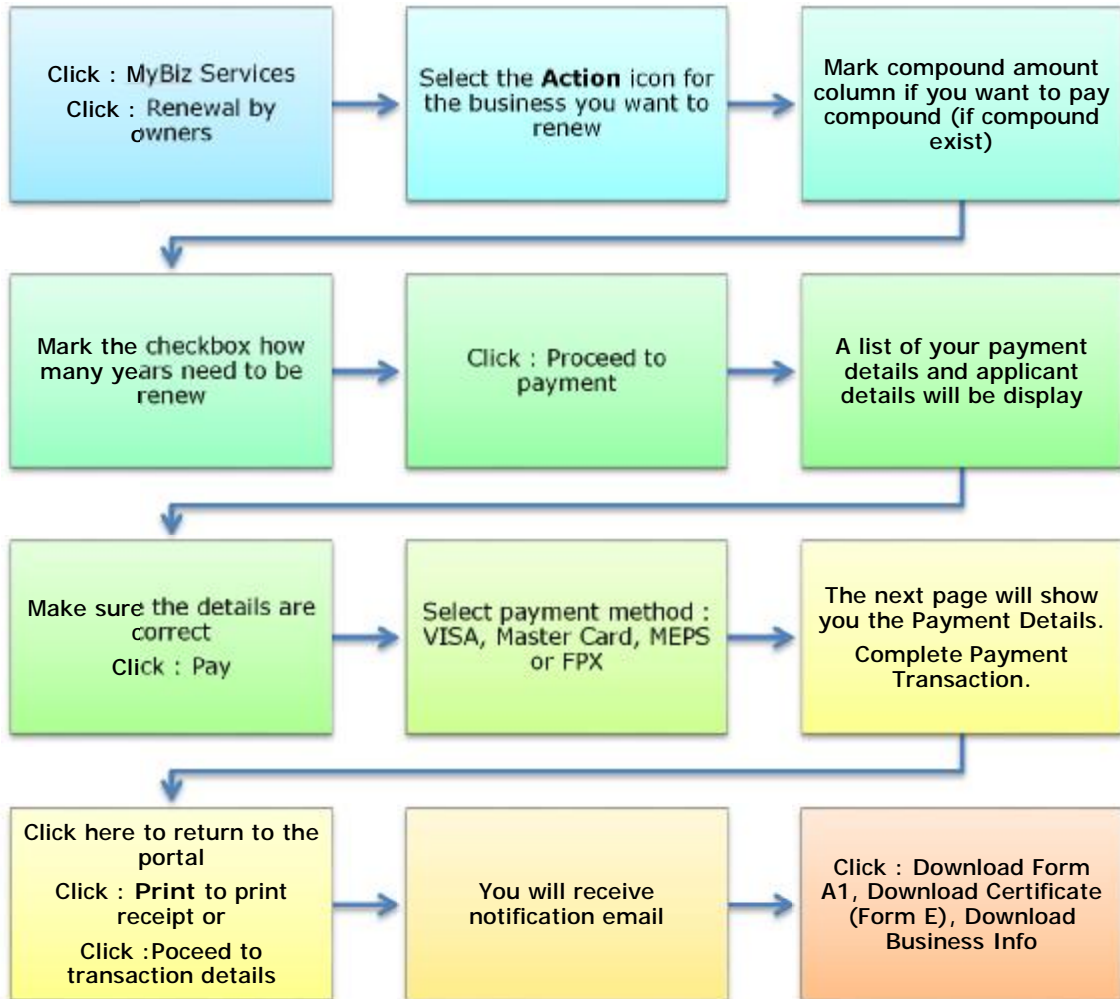 Click : MyBiz Services
Click : Renewal by
owners
Select the Action icon for
the business you want to
renew
Mark compound amount
column if you want to pay
compound (if compound
exist)
Mark the checkbox how
many years need to be
renew
Click : Proceed to
payment
A list of your payment
details and applicant
details will be display
Make sure the details are
correct
Click : Pay
Select payment method :
VISA, Master Card, MEPS
or FPX
The next page will show
you the Payment Details.
Complete Payment
Transaction.
Click here to return to the
portal
Click : Print to print
receipt or
Click :Poceed to
transaction details
You will receive
notification email
Click : Download Form
A1, Download Certificate
(Form E), Download
Business Info